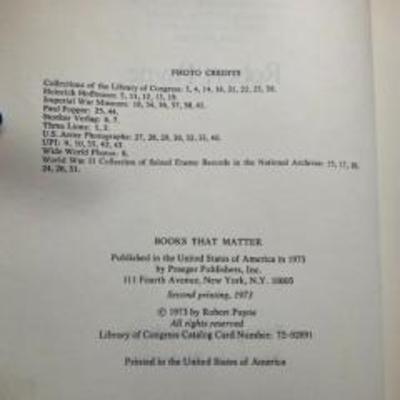 PHOTO CREDITS
Collections of the Library of Congress: 3, 4, 14, 16, 21, 22, 23, 38.
Heinrich Hoffmann: 5, 11, 12, 13, 19.
Imperial War Museum: 10, 34, 36, 37, 38, 41.
Paul Popper: 25, 44.
Stocker Verlag: 6, 7.
Three Lions: 1, 2.
U.S. Army Photographs: 27, 28, 29, 30, 32, 33, 40.
UPI: 9, 10, 35, 42, 43.
Wide World Photos: 8.
World War II Collection of Seized Enemy Records in the National Archives: 15, 17, 18,
24, 26, 31.
BOOKS THAT MATTER
Published in the United States of America in 1973
by Praeger Publishers, Inc.
111 Fourth Avenue, New York, N.Y. 10003
Second printing, 1973
© 1973 by Robert Payne
All rights reserved
Library of Congress Catalog Card Number: 72-92891
Printed in the United States of America